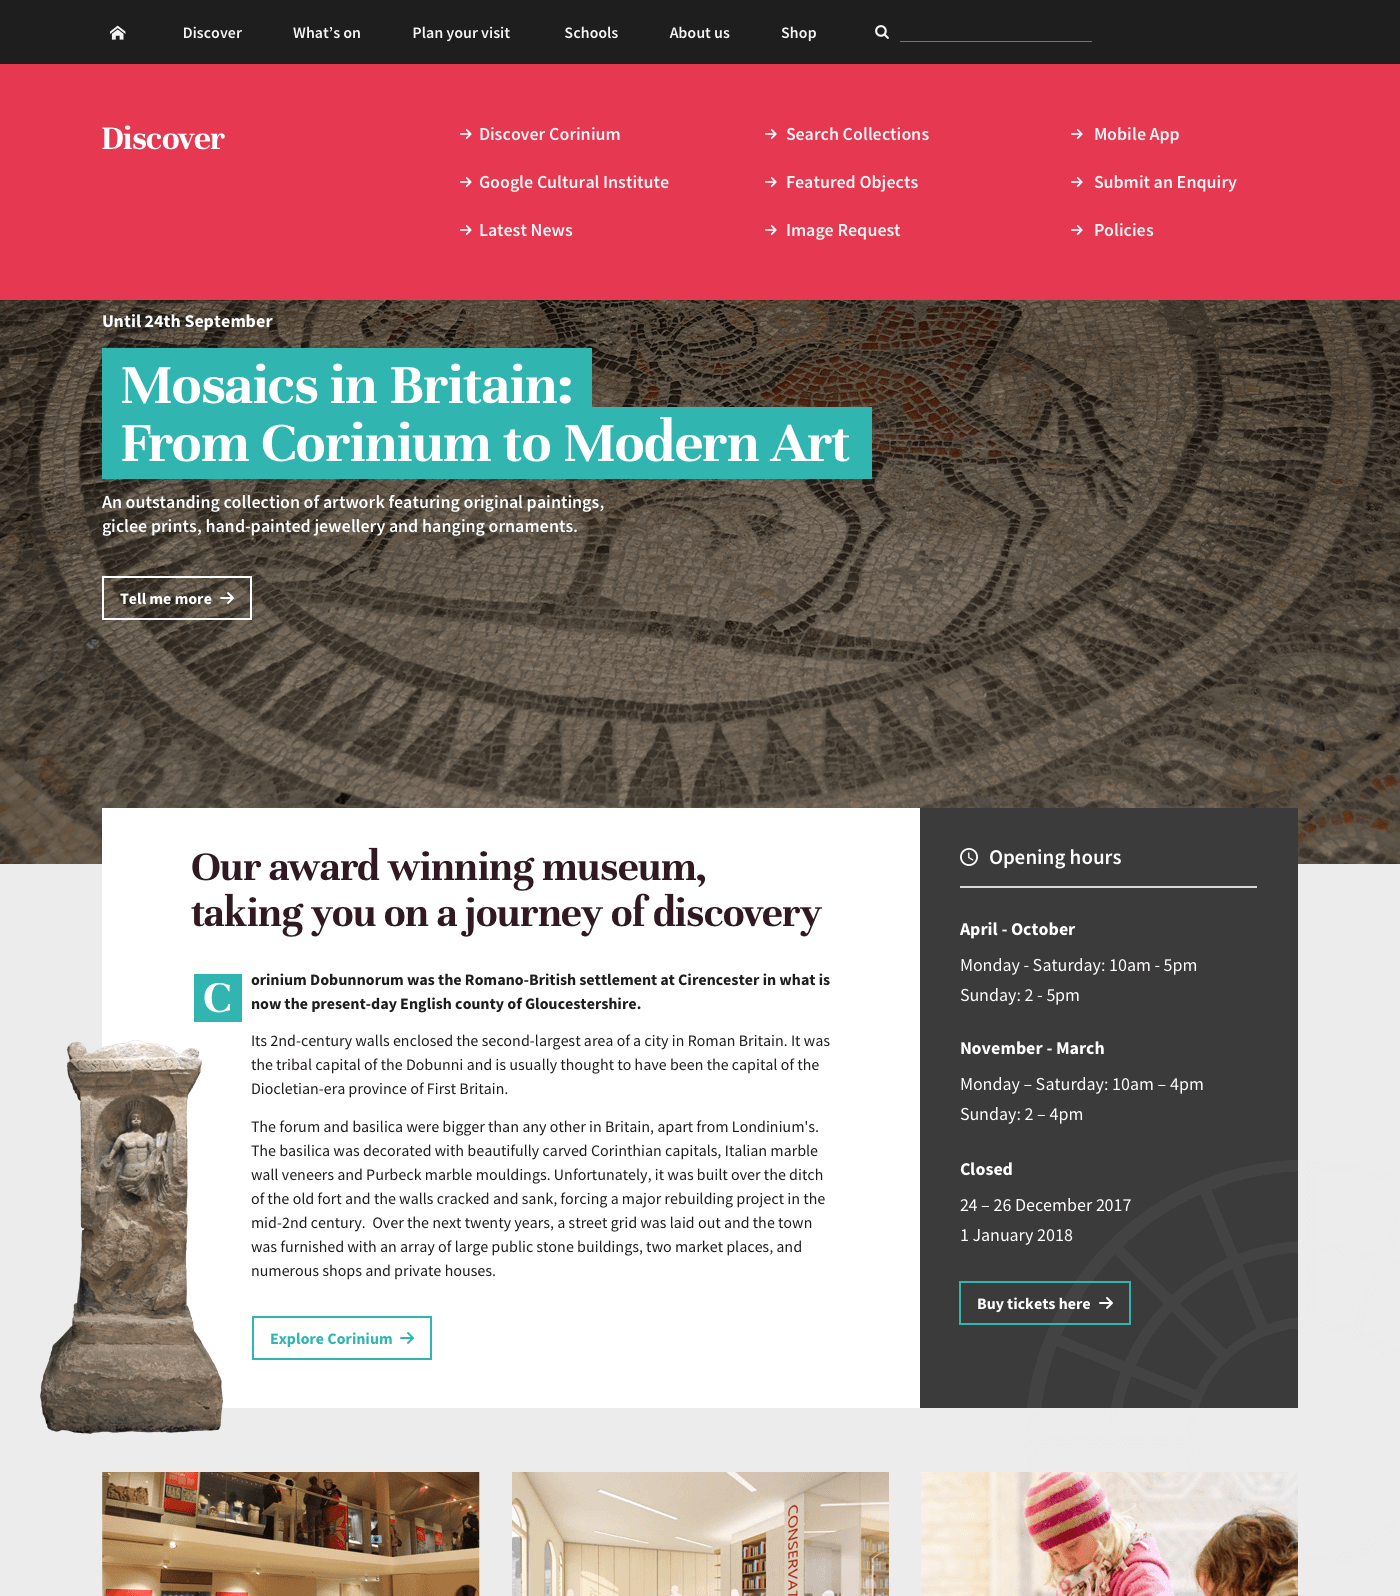 Discover What's on Plan your visit Schools About us Shop
Discover
Discover Corinium
Google Cultural Institute
Latest News
Search Collections
Featured Objects
Image Request
Mobile App
Submit an Enquiry
Policies
Until 24th September
Mosaics in Britain:
From Corinium to Modern Art
An outstanding collection of artwork featuring original paintings,
giclee prints, hand-painted jewellery and hanging ornaments.
Tell me more
Our award winning museum,
taking you on a journey of discovery
Corinium Dobunnorum was the Romano-British settlement at Cirencester in what is
now the present-day English county of Gloucestershire.
Its 2nd-century walls enclosed the second-largest area of a city in Roman Britain. It was
the tribal capital of the Dobunni and is usually thought to have been the capital of the
Diocletian-era province of First Britain.
The forum and basilica were bigger than any other in Britain, apart from Londinium's.
The basilica was decorated with beautifully carved Corinthian capitals, Italian marble
wall veneers and Purbeck marble mouldings. Unfortunately, it was built over the ditch
of the old fort and the walls cracked and sank, forcing a major rebuilding project in the
mid-2nd century.  Over the next twenty years, a street grid was laid out and the town
was furnished with an array of large public stone buildings, two market places, and
numerous shops and private houses.
Explore Corinium
Opening hours
April - October
Monday - Saturday: 10am - 5pm
Sunday: 2 - 5pm
November - March
Monday – Saturday: 10am – 4pm
Sunday: 2 – 4pm
Closed
24 – 26 December 2017
1 January 2018
Buy tickets here
CONSERVAT